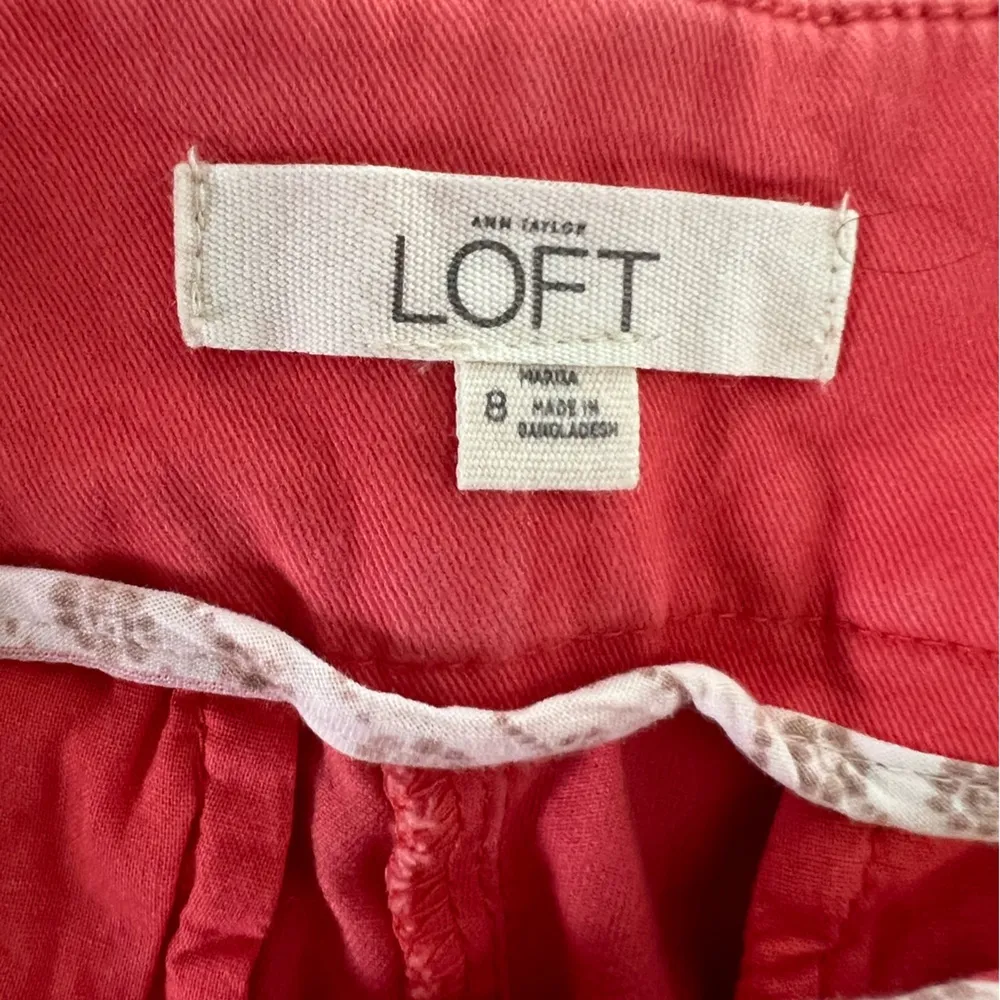 ANN TAYLOR
LOFT
MARISA
8 MADE IN
BANGLADESH